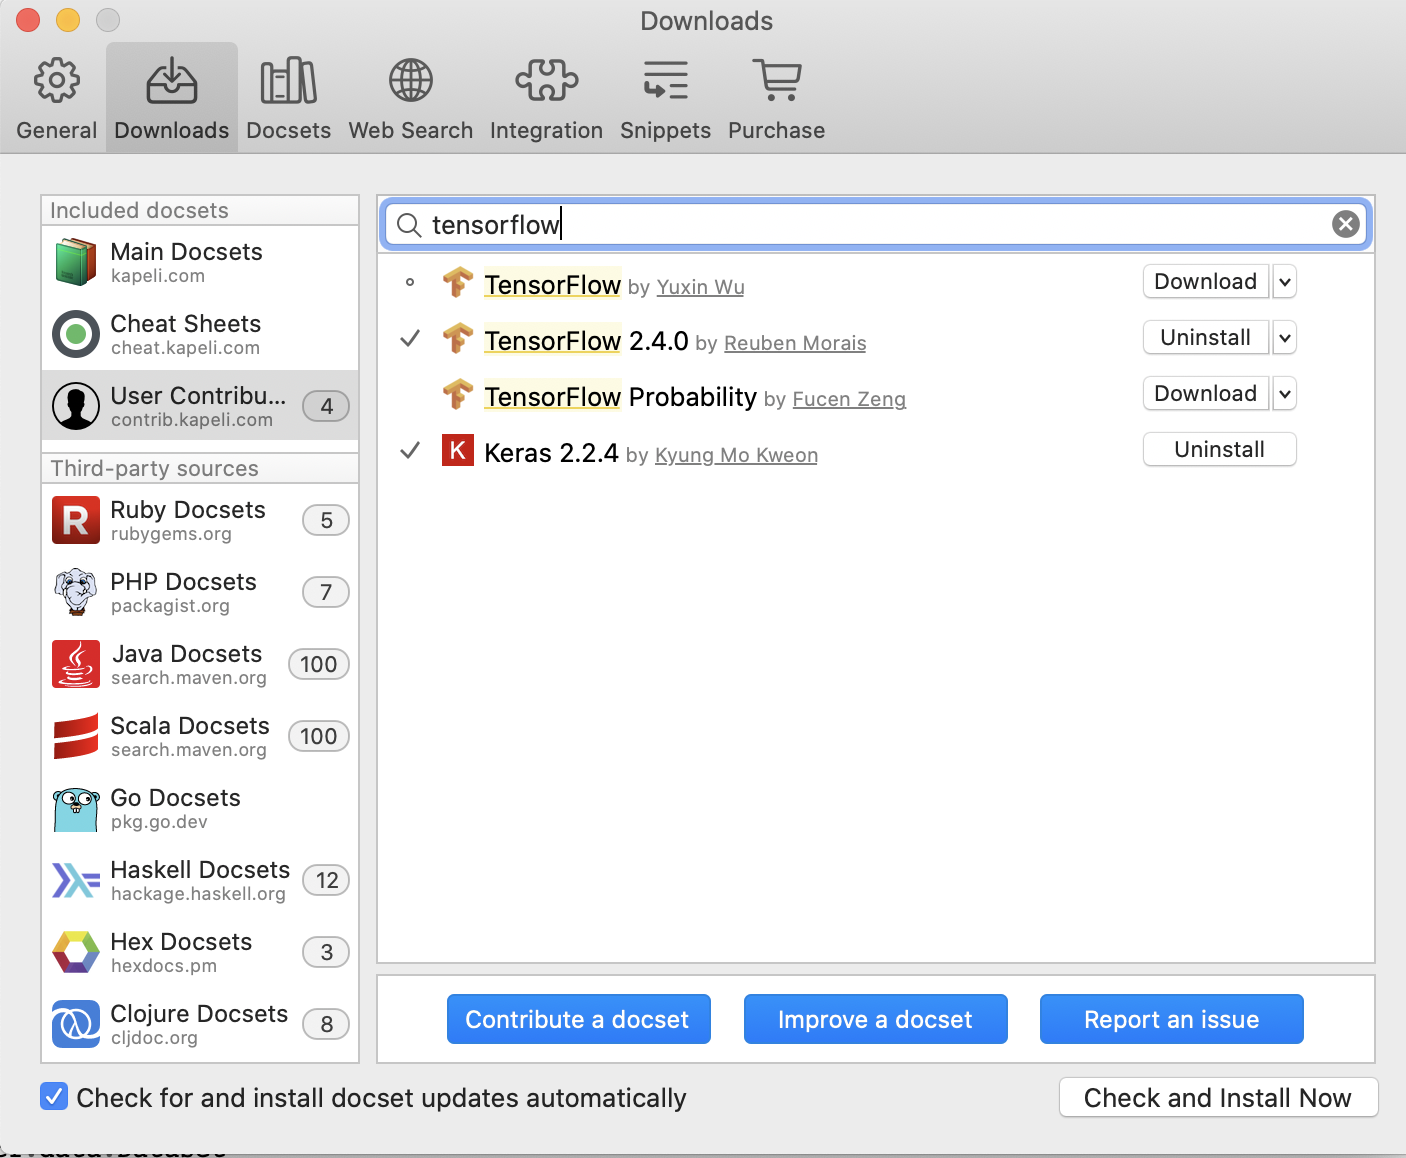 Downloads
General
Downloads
Docsets
Web Search
Integration
Snippets
Purchase
Included docsets
Main Docsets
kapeli.com
Cheat Sheets
cheat.kapeli.com
User Contribu... 4
contrib.kapeli.com
Third-party sources
R
Ruby Docsets 5
rubygems.org
PHP Docsets 7
packagist.org
Java Docsets 100
search.maven.org
Scala Docsets 100
search.maven.org
Go Docsets
pkg.go.dev
Haskell Docsets 12
hackage.haskell.org
Hex Docsets 3
hexdocs.pm
Clojure Docsets 8
cljdoc.org
tensorflow
TensorFlow by Yuxin Wu Download
TensorFlow 2.4.0 by Reuben Morais Uninstall
TensorFlow Probability by Fucen Zeng Download
K Keras 2.2.4 by Kyung Mo Kweon Uninstall
Contribute a docset
Improve a docset
Report an issue
Check for and install docset updates automatically
Check and Install Now